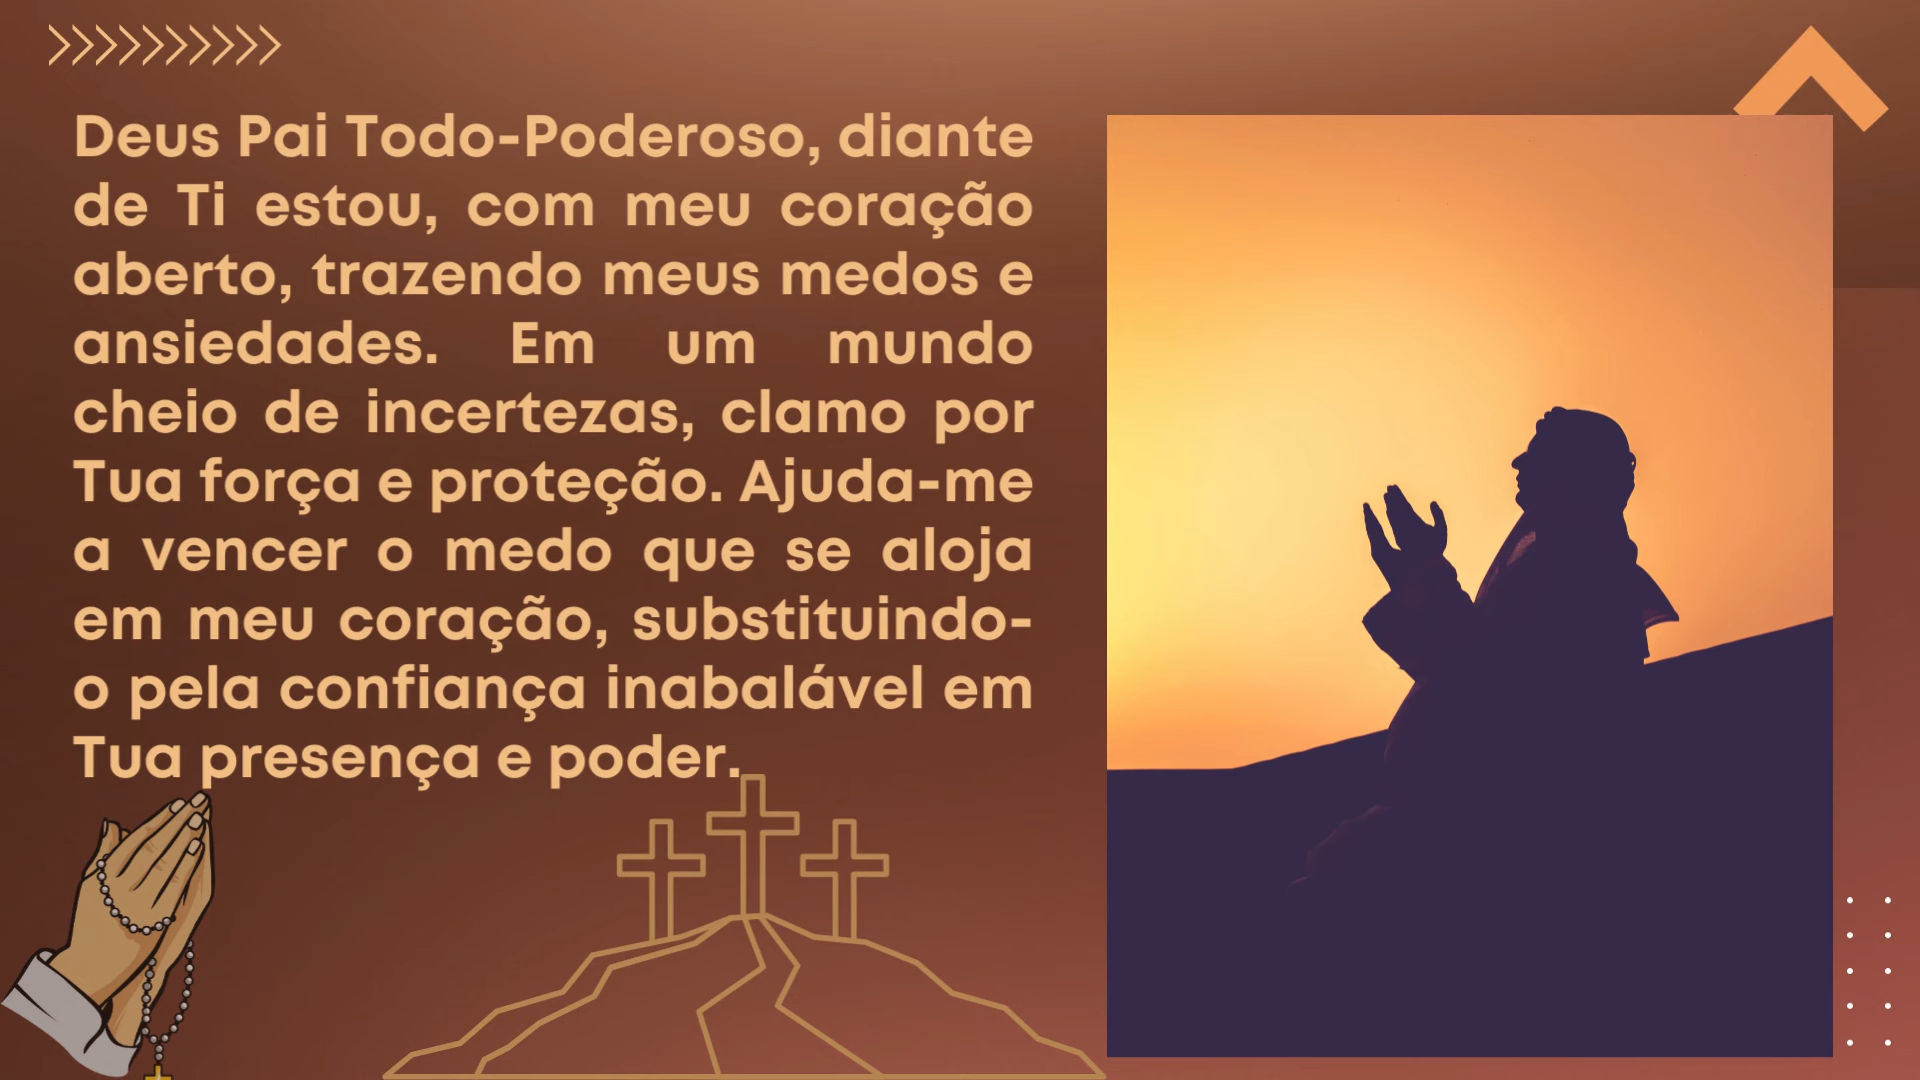 Deus Pai Todo-Poderoso, diante
de Ti estou, com meu coração
aberto, trazendo meus medos e
ansiedades. Em um mundo
cheio de incertezas, clamo por
Tua força e proteção. Ajuda-me
a vencer o medo que se aloja
em meu coração, substituindo-
o pela confiança inabalável em
Tua presença e poder.